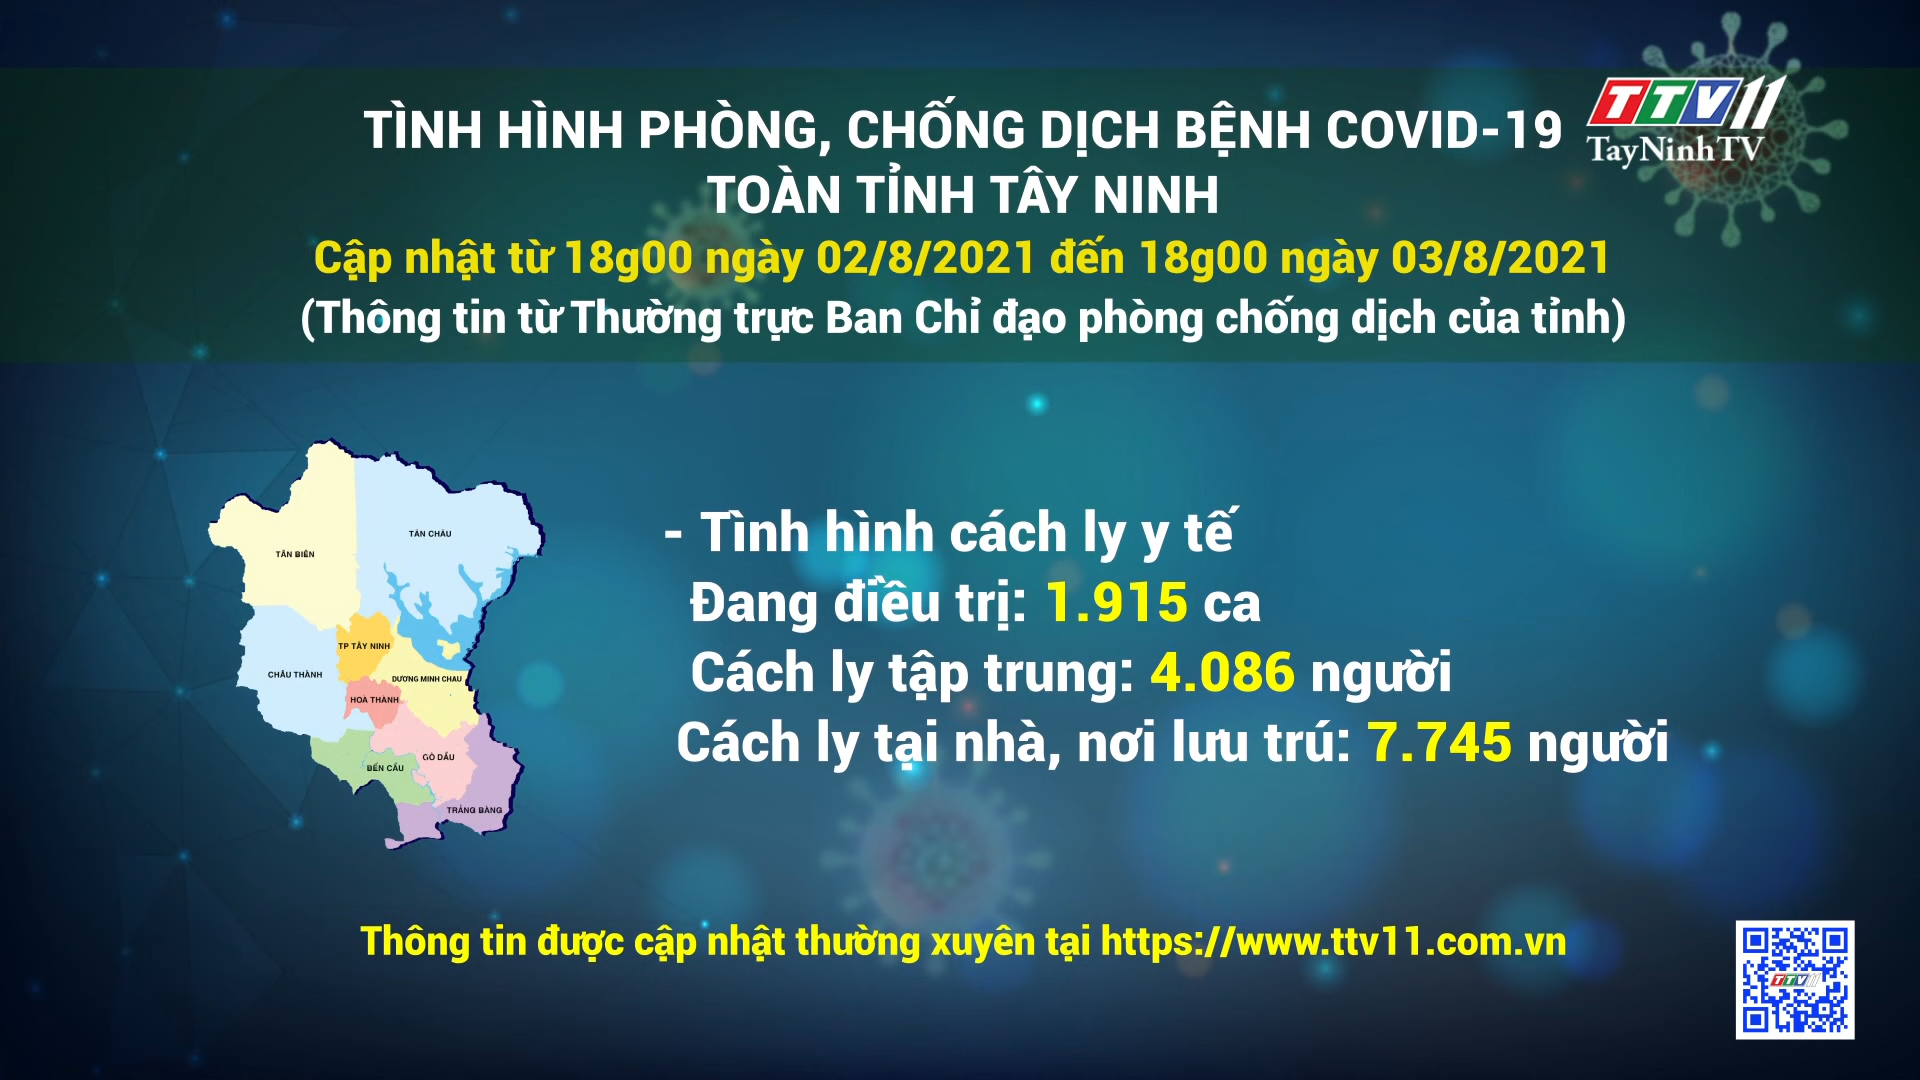 TÌNH HÌNH PHÒNG, CHỐNG DỊCH BỆNH COVID-19
TTV11
TayNinhTV
TOÀN TỈNH TÂY NINH
Cập nhật từ 18g00 ngày 02/8/2021 đến 18g00 ngày 03/8/2021
(Thông tin từ Thường trực Ban Chỉ đạo phòng chống dịch của tỉnh)
TÂN CHÂU
TÂN BIÊN
TP TÂY NINH
CHÂU THÀNH
DƯƠNG MINH CHAU
HOÀ THÀNH
GÒ DẦU
BẾN CẦU
TRẢNG BÀNG
- Tình hình cách ly y tế
Đang điều trị: 1.915 ca
Cách ly tập trung: 4.086 người
Cách ly tại nhà, nơi lưu trú: 7.745 người
Thông tin được cập nhật thường xuyên tại https://www.ttv11.com.vn
TTV11